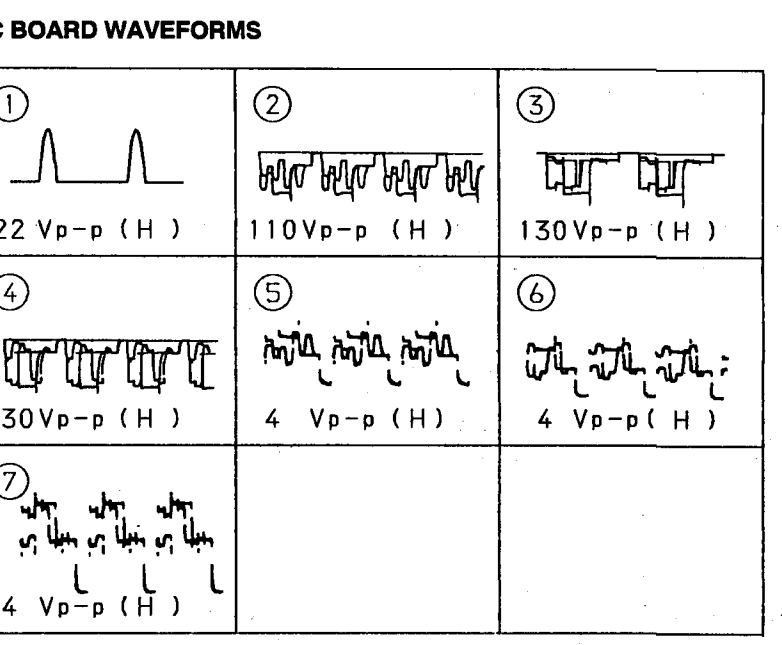 C BOARD WAVEFORMS
1
2
3
22 Vp-p ( H )
110Vp-p ( H )
130Vp-p ( H )
4
5
6
30Vp-p ( H )
4 Vp-p ( H )
4 Vp-p( H )
7
4 Vp-p ( H )